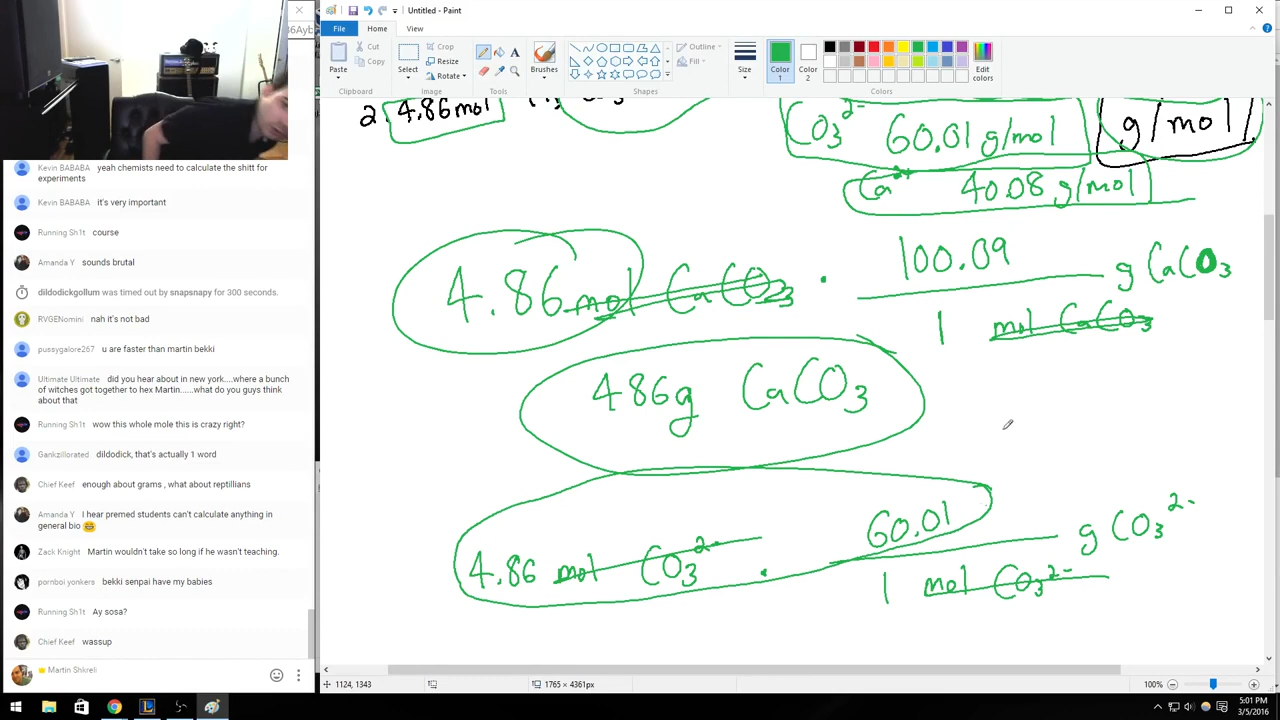 Untitled - Paint
File Home View
Paste
Cut
Copy
Clipboard
Select
Crop
Resize
Rotate
Image
A
Tools
Brushes
Outline
Fill
Shapes
Size
Color 1
Color 2
Edit colors
Colors
Kevin BABABA yeah chemists need to calculate the shitt for
experiments
Kevin BABABA it's very important
Running Sh1t course
Amanda Y sounds brutal
dildodickgollum was timed out by snapsnapy for 300 seconds.
RVGENomini nah it's not bad
pussygalore267 u are faster than martin bekki
Ultimate Ultimate did you hear about in new york....where a bunch
of witches got together to hex Martin......what do you guys think
about that
Running Sh1t wow this whole mole this is crazy right?
Gankzillorated dildodick, that's actually 1 word
Chief Keef enough about grams , what about reptillians
Amanda Y I hear premed students can't calculate anything in
general bio
Zack Knight Martin wouldn't take so long if he wasn't teaching.
pornboi yonkers bekki senpai have my babies
Running Sh1t Ay sosa?
Chief Keef wassup
Martin Shkreli
2. 4.86 mol
CO3 2- 60.01 g/mol
g/mol
Ca 2+ 40.08 g/mol
4.86 mol CaCO3 · 100.09 g CaCO3
1 mol CaCO3
486g CaCO3
4.86 mol CO3 2- · 60.01 g CO3 2-
1 mol CO3 2-
1124, 1343
1765 × 4361px
100%
5:01 PM
3/5/2016